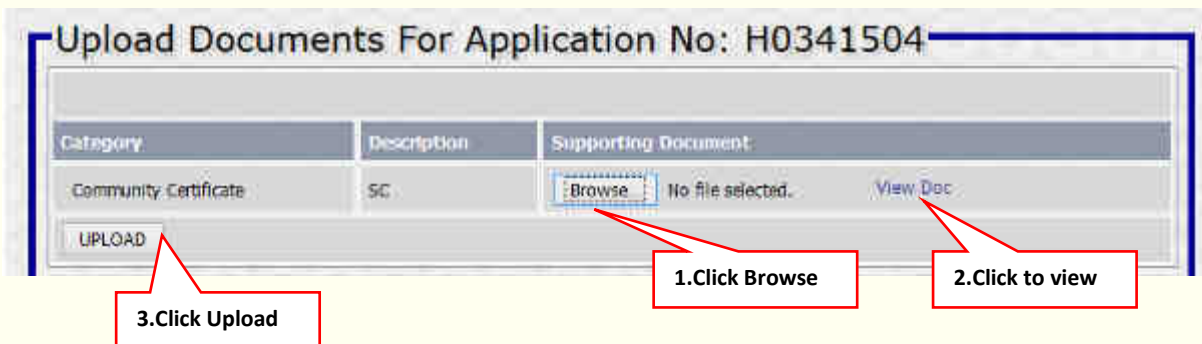 Upload Documents For Application No: H0341504
Category Description Supporting Document
Community Certificate SC Browse No file selected. View Doc
UPLOAD
1.Click Browse 2.Click to view
3.Click Upload